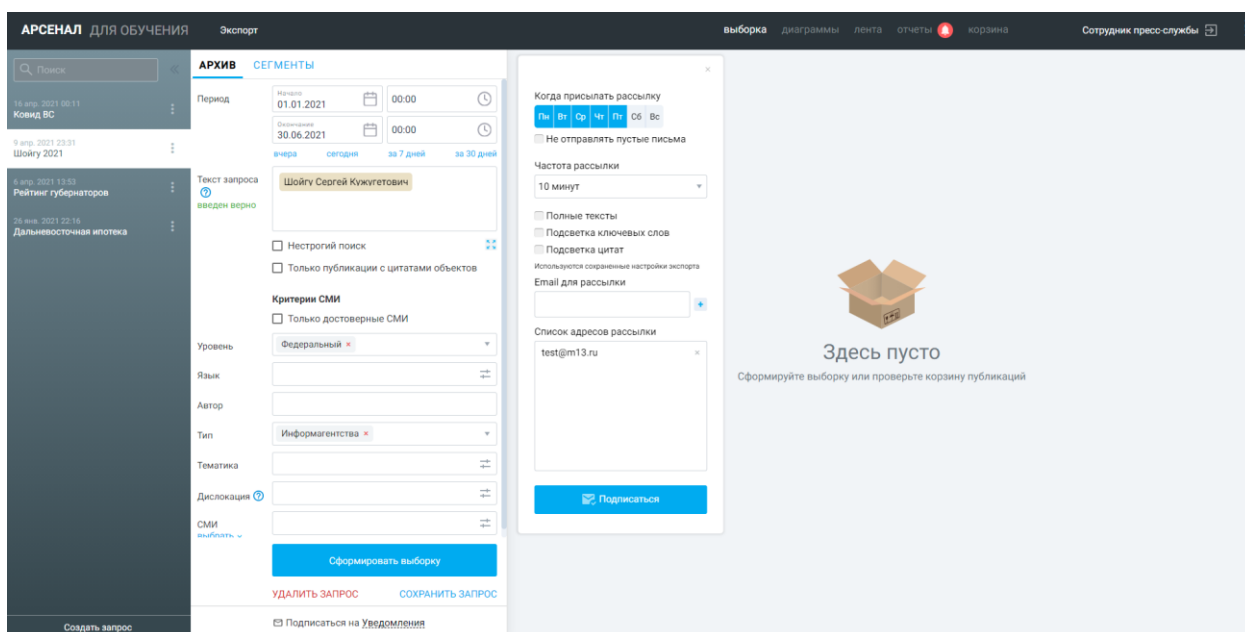 АРСЕНАЛ ДЛЯ ОБУЧЕНИЯ
Экспорт
выборка диаграммы лента отчеты корзина
Сотрудник пресс-службы
Поиск
16 апр. 2021 00:11
Ковид ВС
9 апр. 2021 23:31
Шойгу 2021
6 апр. 2021 13:53
Рейтинг губернаторов
26 янв. 2021 22:16
Дальневосточная ипотека
Создать запрос
АРХИВ СЕГМЕНТЫ
Период
Начало
01.01.2021 00:00
Окончание
30.06.2021 00:00
вчера сегодня за 7 дней за 30 дней
Текст запроса
введен верно
Шойгу Сергей Кужугетович
Нестрогий поиск
Только публикации с цитатами объектов
Критерии СМИ
Только достоверные СМИ
Уровень Федеральный ×
Язык
Автор
Тип Информагентства ×
Тематика
Дислокация ?
СМИ
выбрать
Сформировать выборку
УДАЛИТЬ ЗАПРОС СОХРАНИТЬ ЗАПРОС
Подписаться на Уведомления
Когда присылать рассылку
Пн Вт Ср Чт Пт Сб Вс
Не отправлять пустые письма
Частота рассылки
10 минут
Полные тексты
Подсветка ключевых слов
Подсветка цитат
Используются сохраненные настройки экспорта
Email для рассылки
Список адресов рассылки
test@m13.ru
Подписаться
Здесь пусто
Сформируйте выборку или проверьте корзину публикаций